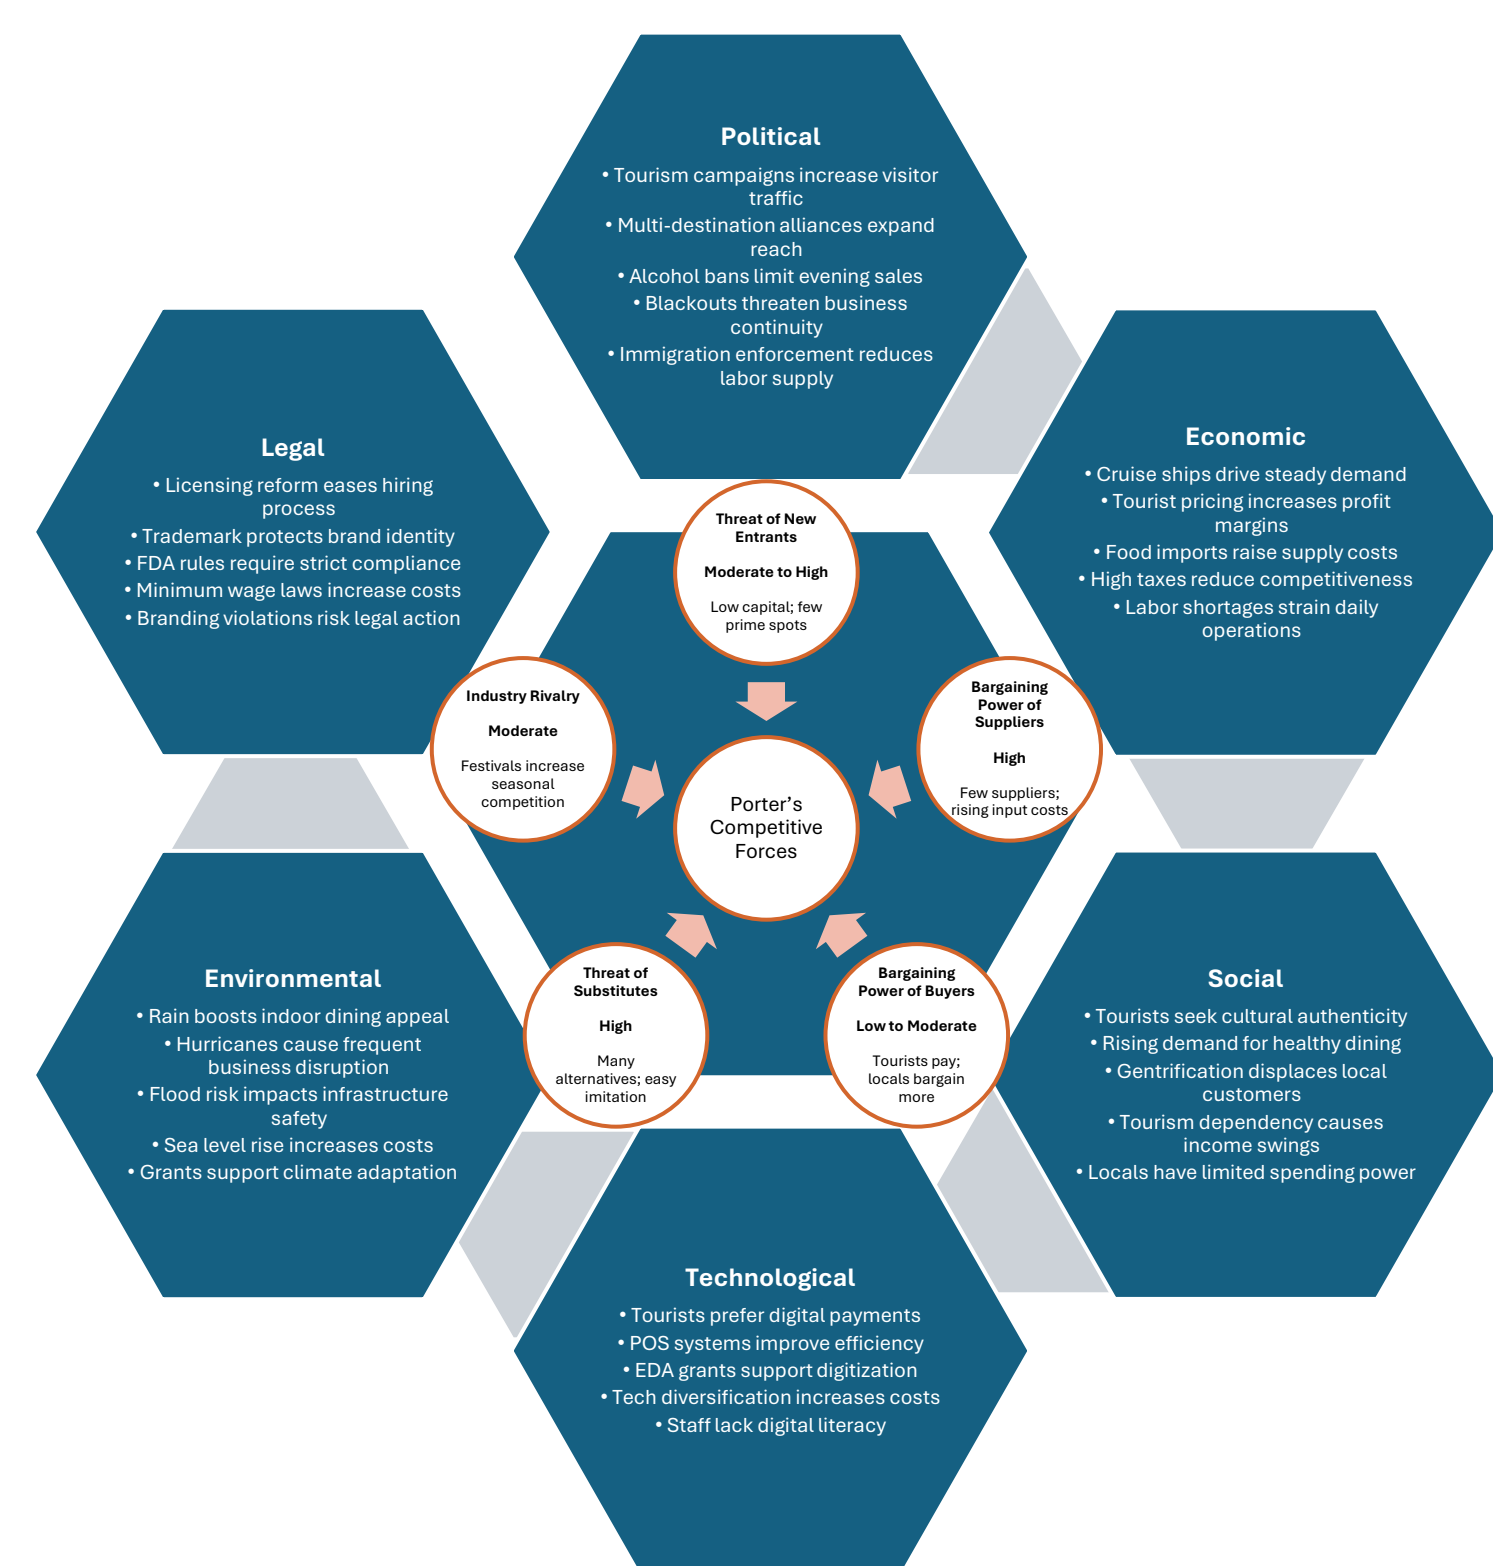 Political
• Tourism campaigns increase visitor
traffic
• Multi-destination alliances expand
reach
• Alcohol bans limit evening sales
• Blackouts threaten business
continuity
• Immigration enforcement reduces
labor supply
Economic
• Cruise ships drive steady demand
• Tourist pricing increases profit
margins
• Food imports raise supply costs
• High taxes reduce competitiveness
• Labor shortages strain daily
operations
Social
• Tourists seek cultural authenticity
• Rising demand for healthy dining
• Gentrification displaces local
customers
• Tourism dependency causes
income swings
• Locals have limited spending power
Technological
• Tourists prefer digital payments
• POS systems improve efficiency
• EDA grants support digitization
• Tech diversification increases costs
• Staff lack digital literacy
Environmental
• Rain boosts indoor dining appeal
• Hurricanes cause frequent
business disruption
• Flood risk impacts infrastructure
safety
• Sea level rise increases costs
• Grants support climate adaptation
Legal
• Licensing reform eases hiring
process
• Trademark protects brand identity
• FDA rules require strict compliance
• Minimum wage laws increase costs
• Branding violations risk legal action
Threat of New
Entrants
Moderate to High
Low capital; few
prime spots
Bargaining
Power of
Suppliers
High
Few suppliers;
rising input costs
Bargaining
Power of Buyers
Low to Moderate
Tourists pay;
locals bargain
more
Threat of
Substitutes
High
Many
alternatives; easy
imitation
Industry Rivalry
Moderate
Festivals increase
seasonal
competition
Porter’s
Competitive
Forces